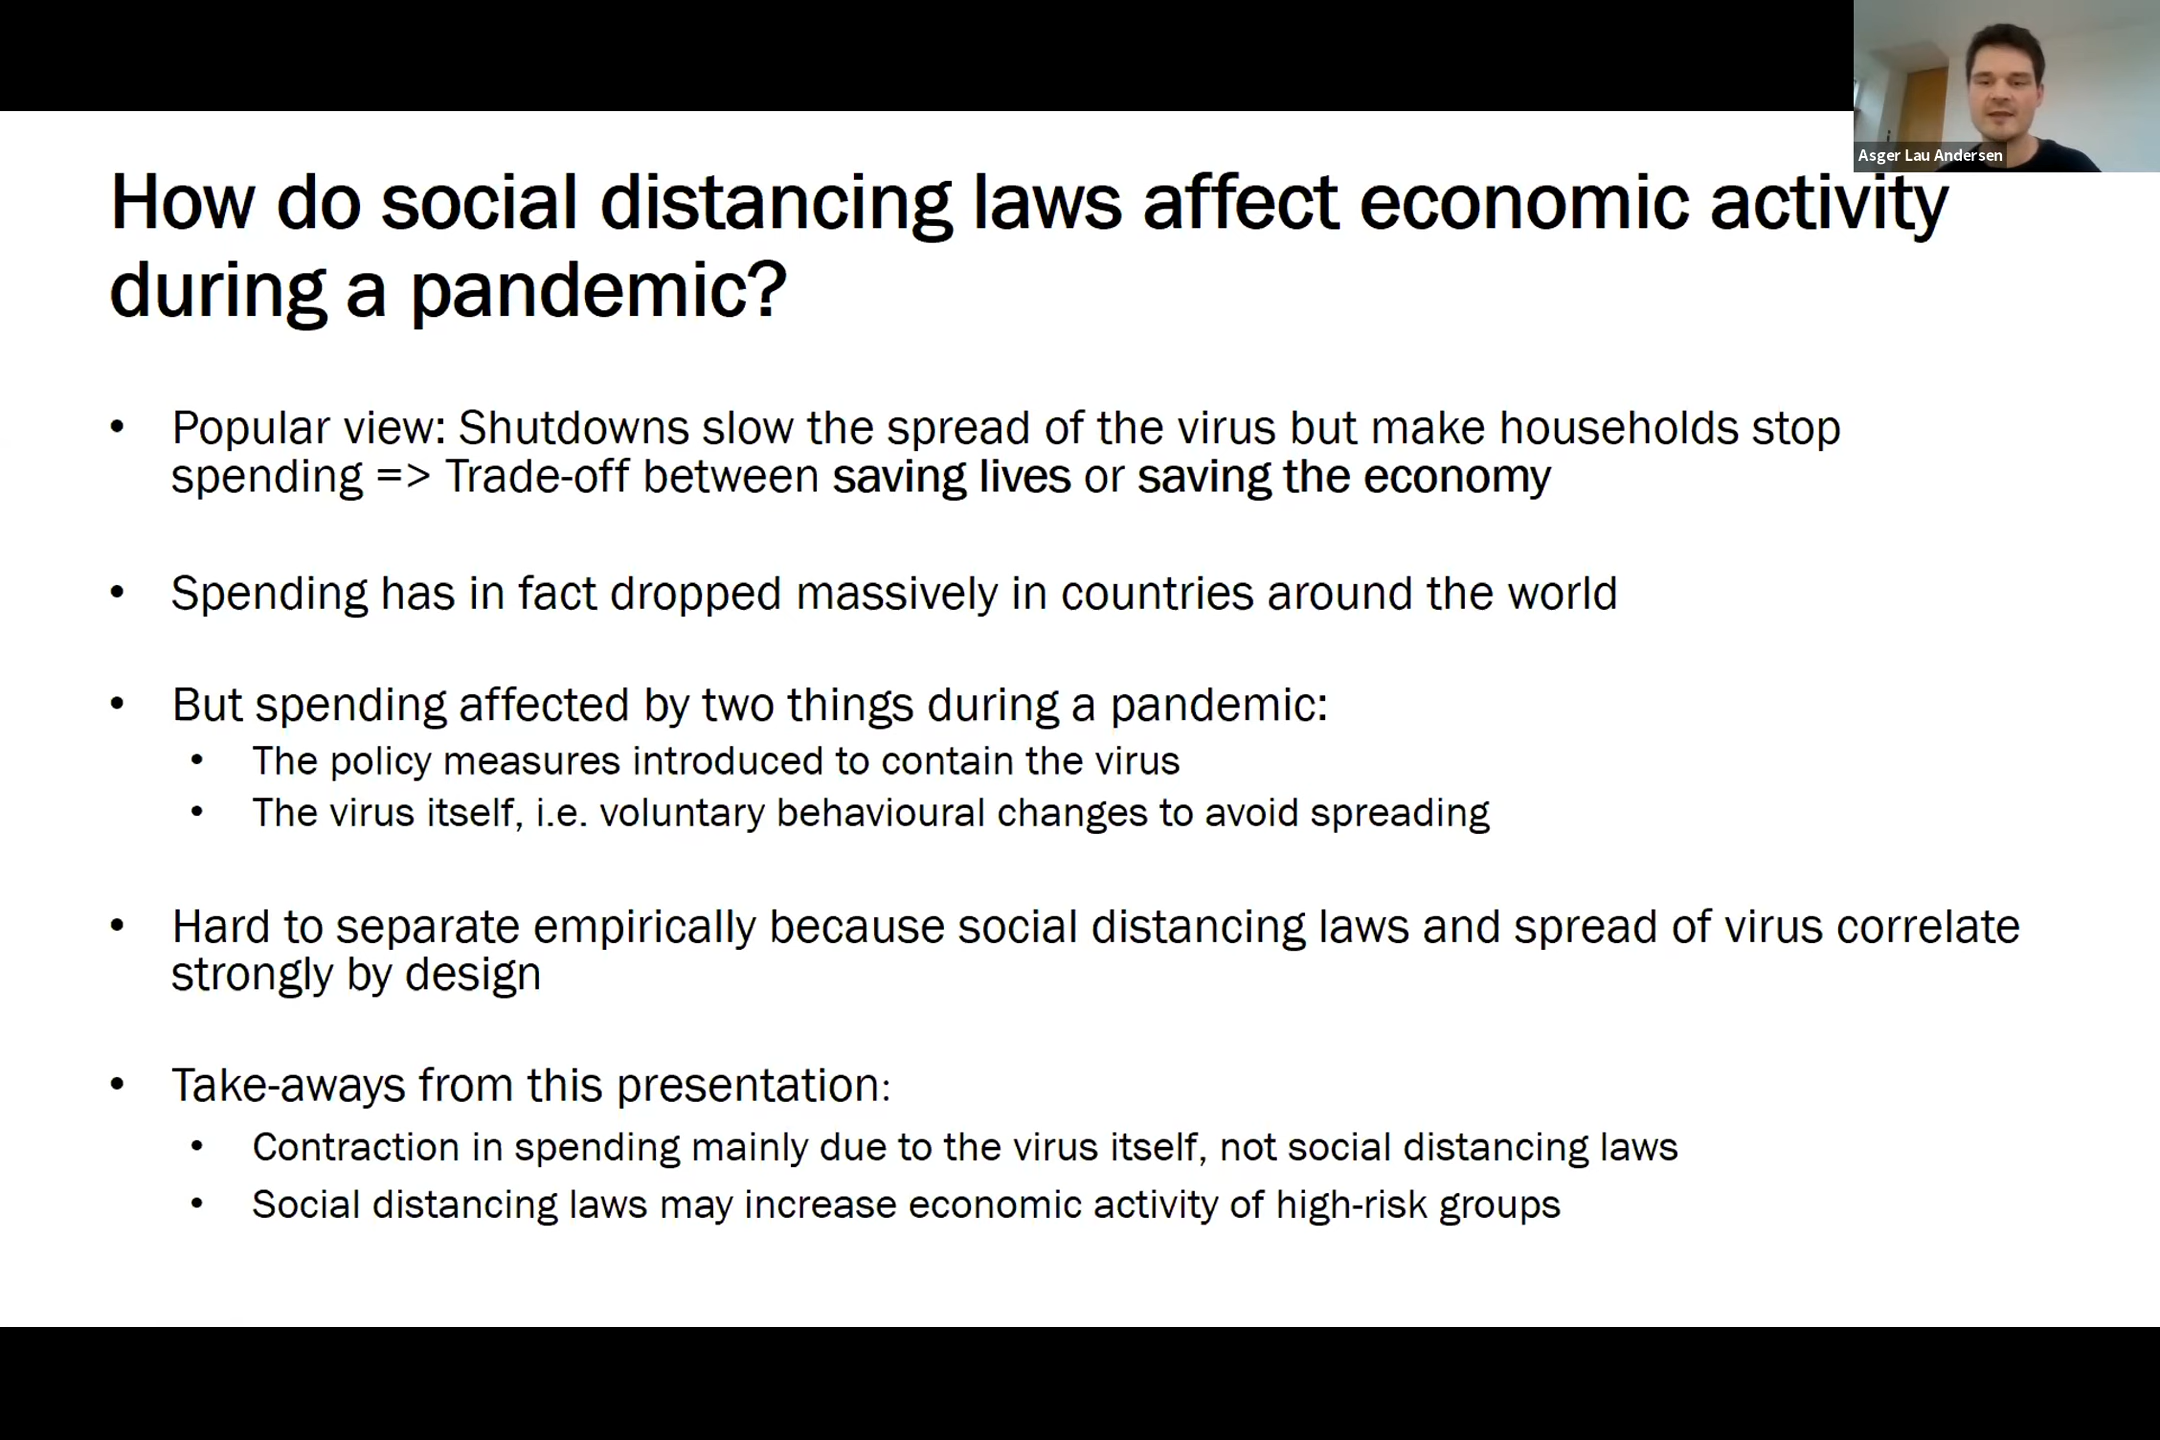 Asger Lau Andersen
How do social distancing laws affect economic activity
during a pandemic?
• Popular view: Shutdowns slow the spread of the virus but make households stop
spending => Trade-off between saving lives or saving the economy
• Spending has in fact dropped massively in countries around the world
• But spending affected by two things during a pandemic:
• The policy measures introduced to contain the virus
• The virus itself, i.e. voluntary behavioural changes to avoid spreading
• Hard to separate empirically because social distancing laws and spread of virus correlate
strongly by design
• Take-aways from this presentation:
• Contraction in spending mainly due to the virus itself, not social distancing laws
• Social distancing laws may increase economic activity of high-risk groups